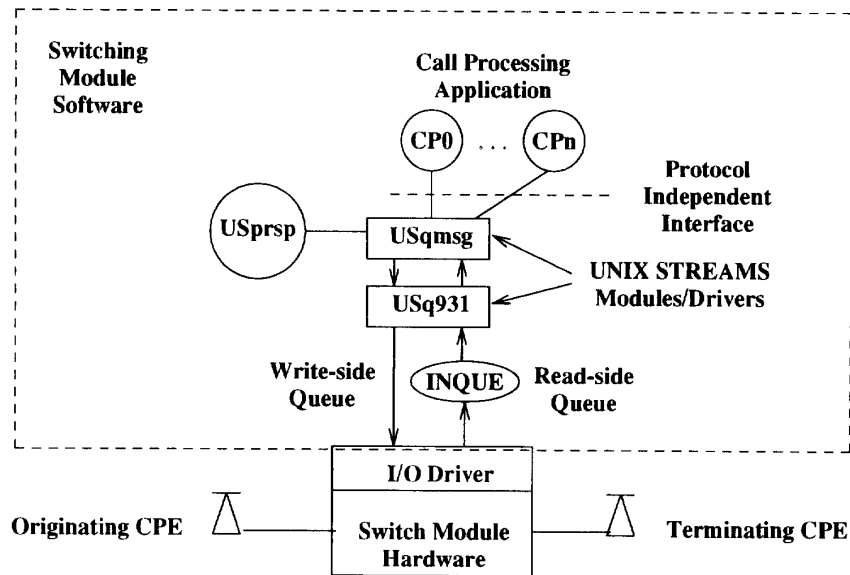 Switching
Module
Software
Call Processing
Application
CP0
. . .
CPn
Protocol
Independent
Interface
USprsp
USqmsg
UNIX STREAMS
Modules/Drivers
USq931
Write-side
Queue
INQUE
Read-side
Queue
I/O Driver
Originating CPE
Switch Module
Hardware
Terminating CPE